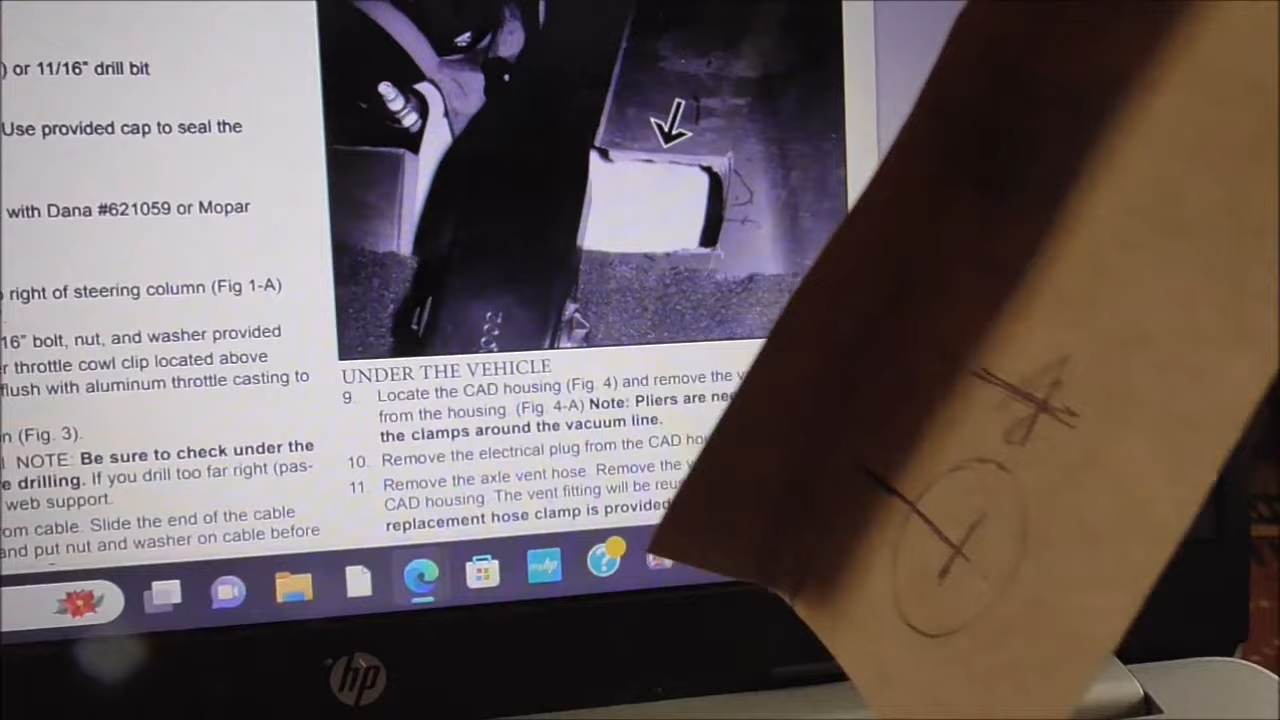 ) or 11/16" drill bit
Use provided cap to seal the
with Dana #621059 or Mopar
right of steering column (Fig 1-A)
16" bolt, nut, and washer provided
r throttle cowl clip located above
flush with aluminum throttle casting to
n (Fig. 3).
NOTE: Be sure to check under the
e drilling. If you drill too far right (pas-
web support.
om cable. Slide the end of the cable
and put nut and washer on cable before
UNDER THE VEHICLE
9. Locate the CAD housing (Fig. 4) and remove the
from the housing. (Fig. 4-A) Note: Pliers are
the clamps around the vacuum line.
10. Remove the electrical plug from the CAD
11. Remove the axle vent hose. Remove the
CAD housing. The vent fitting will be
replacement hose clamp is provided
hp